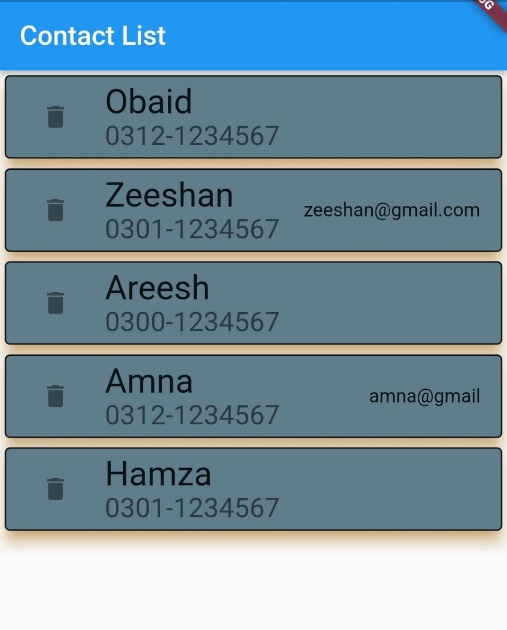 Contact List
Obaid
0312-1234567
Zeeshan
0301-1234567
zeeshan@gmail.com
Areesh
0300-1234567
Amna
0312-1234567
amna@gmail
Hamza
0301-1234567